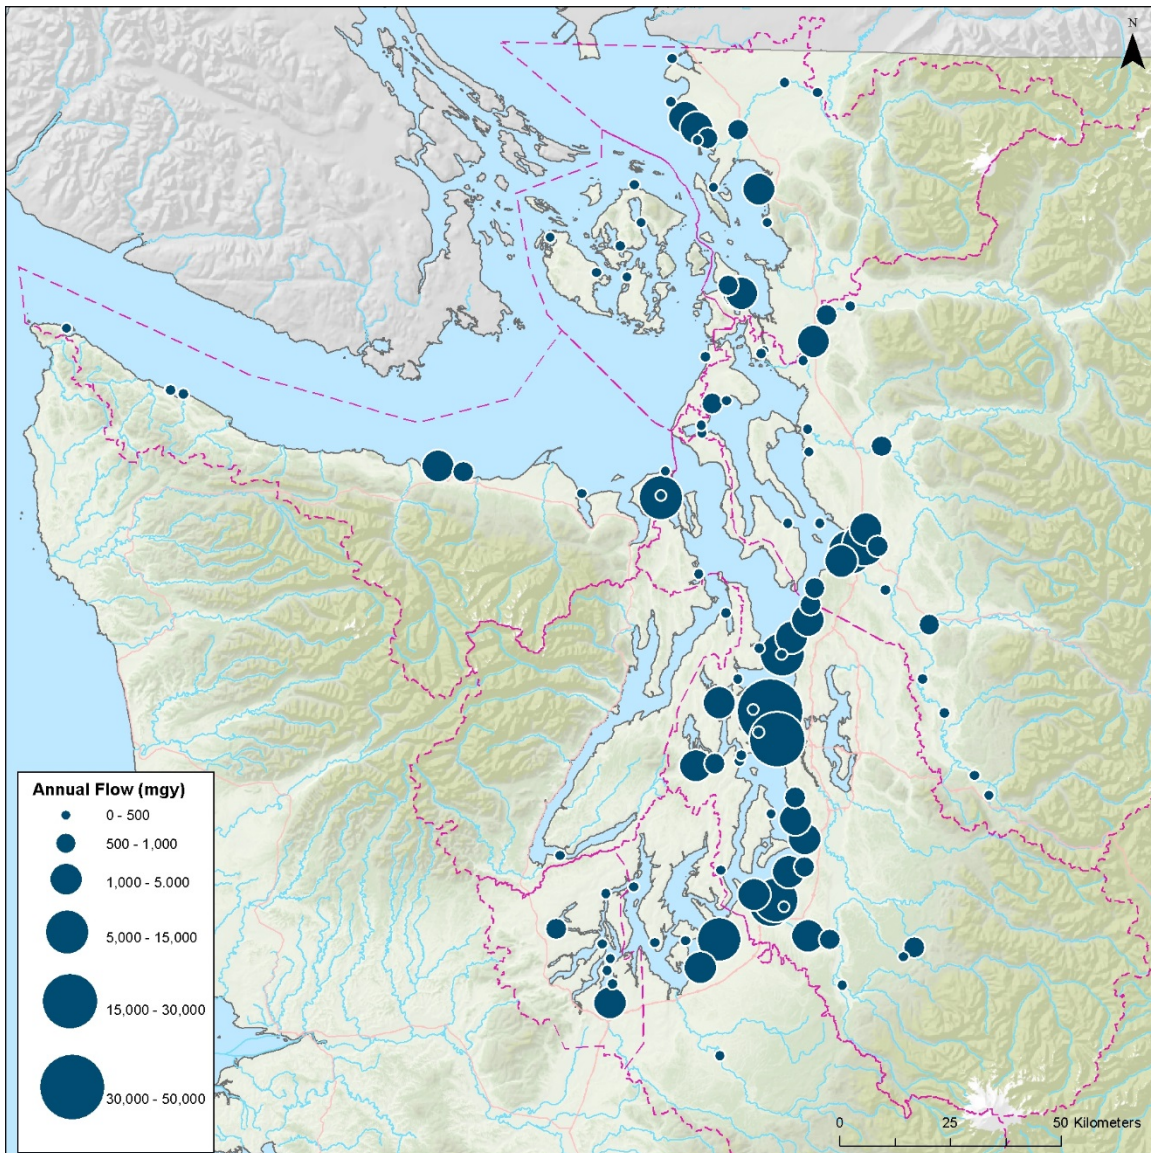 N
Annual Flow (mgy)
0 - 500
500 - 1,000
1,000 - 5.000
5,000 - 15,000
15,000 - 30,000
30,000 - 50,000
0 25 50 Kilometers